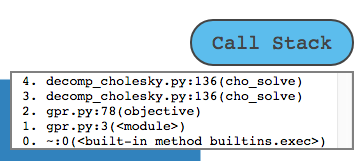 Call Stack
4. decomp_cholesky.py:136(cho_solve)
3. decomp_cholesky.py:136(cho_solve)
2. gpr.py:78(objective)
1. gpr.py:3(<module>)
0. ~:0(<built-in method builtins.exec>)